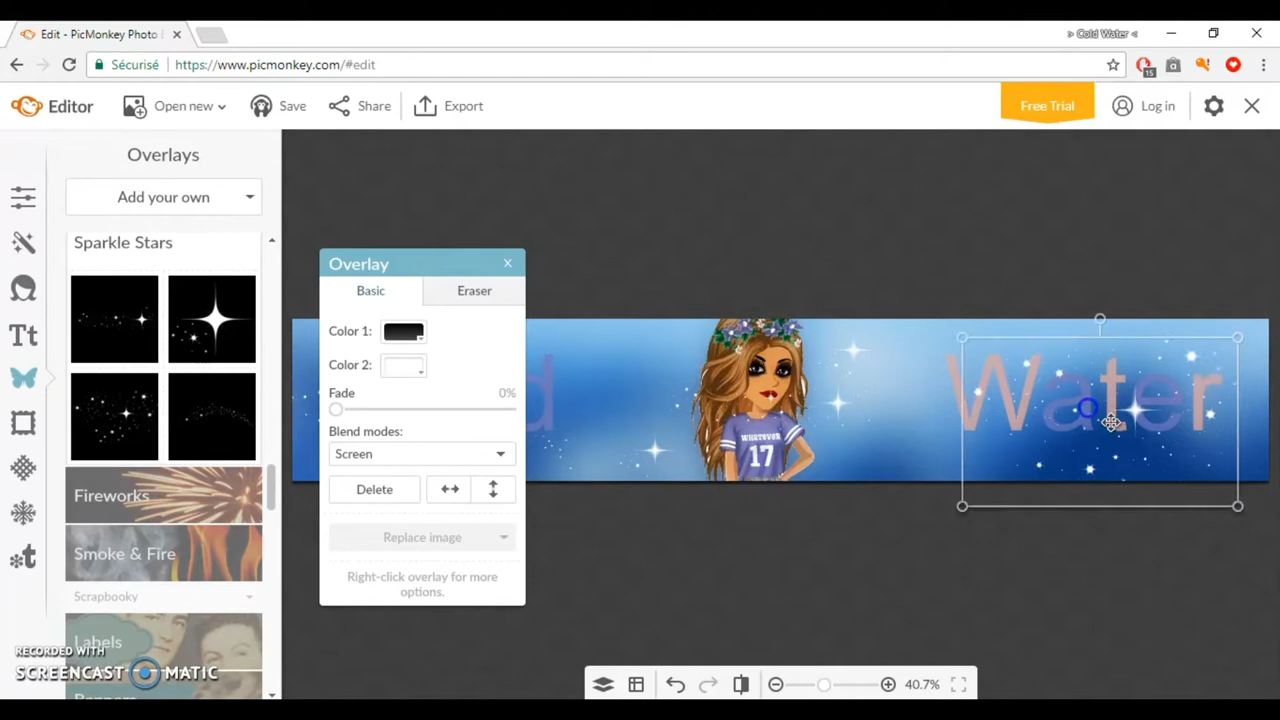 Edit - PicMonkey Photo E
» Cold Water «
Sécurisé
https://www.picmonkey.com/#edit
15
Editor
Open new
Save
Share
Export
Free Trial
Log in
Overlays
Add your own
Sparkle Stars
Fireworks
Smoke & Fire
Scrapbooky
Labels
Banners
Tt
t
Overlay
Basic
Eraser
Color 1:
Color 2:
Fade
0%
Blend modes:
Screen
Delete
Replace image
Right-click overlay for more
options.
d
Water
WHATEVER
17
RECORDED WITH
SCREENCAST MATIC
40.7%